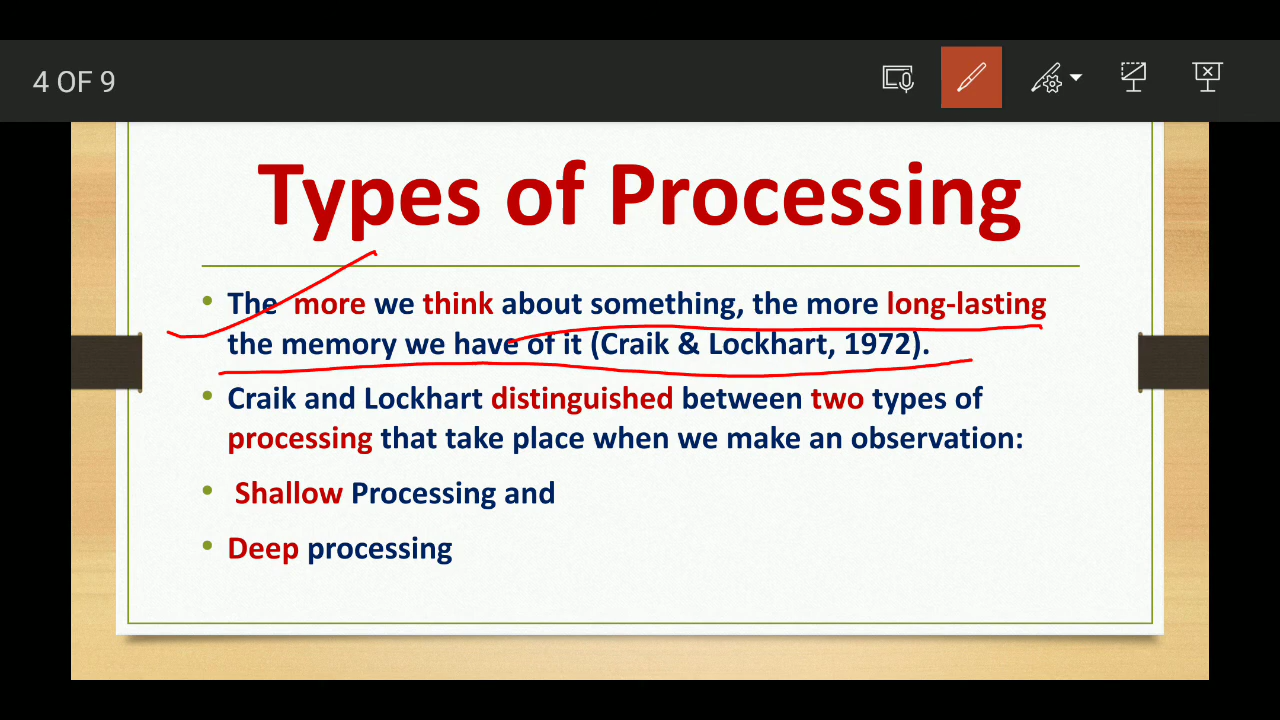 4 OF 9
Types of Processing
• The more we think about something, the more long-lasting
the memory we have of it (Craik & Lockhart, 1972).
• Craik and Lockhart distinguished between two types of
processing that take place when we make an observation:
• Shallow Processing and
• Deep processing